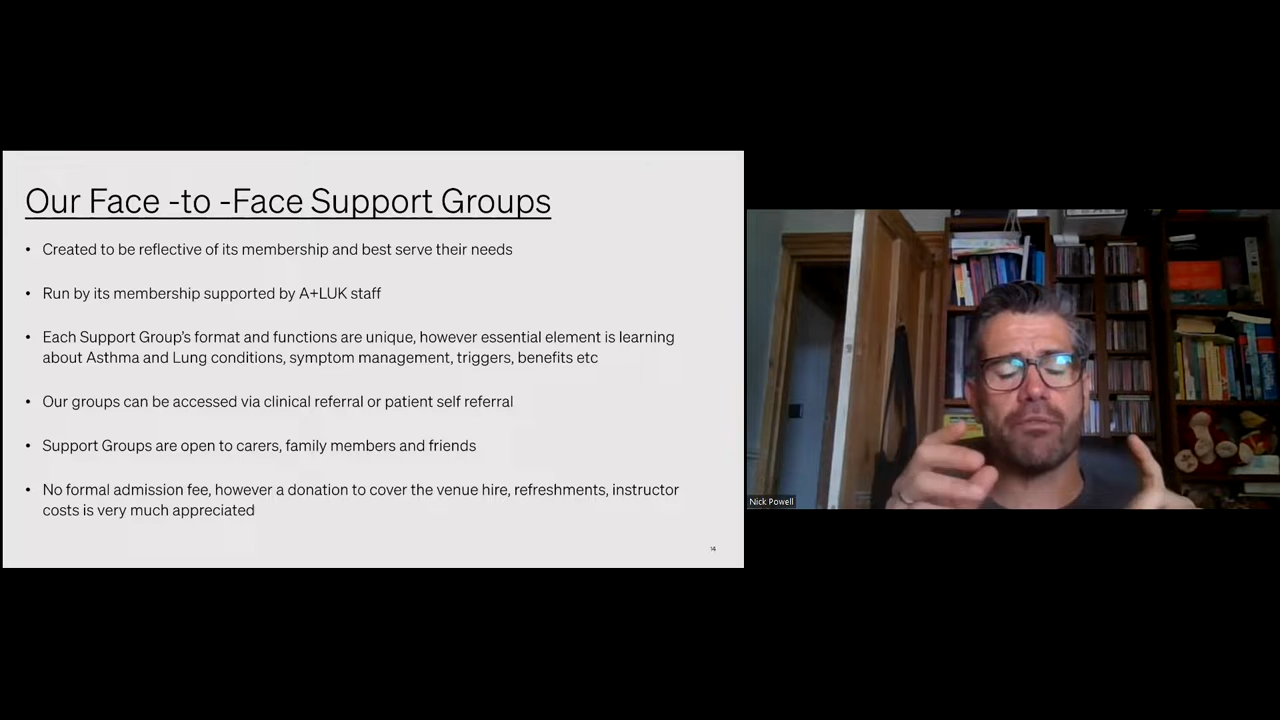 Our Face -to -Face Support Groups
• Created to be reflective of its membership and best serve their needs
• Run by its membership supported by A+LUK staff
• Each Support Group's format and functions are unique, however essential element is learning
about Asthma and Lung conditions, symptom management, triggers, benefits etc
• Our groups can be accessed via clinical referral or patient self referral
• Support Groups are open to carers, family members and friends
• No formal admission fee, however a donation to cover the venue hire, refreshments, instructor
costs is very much appreciated
14
Nick Powell